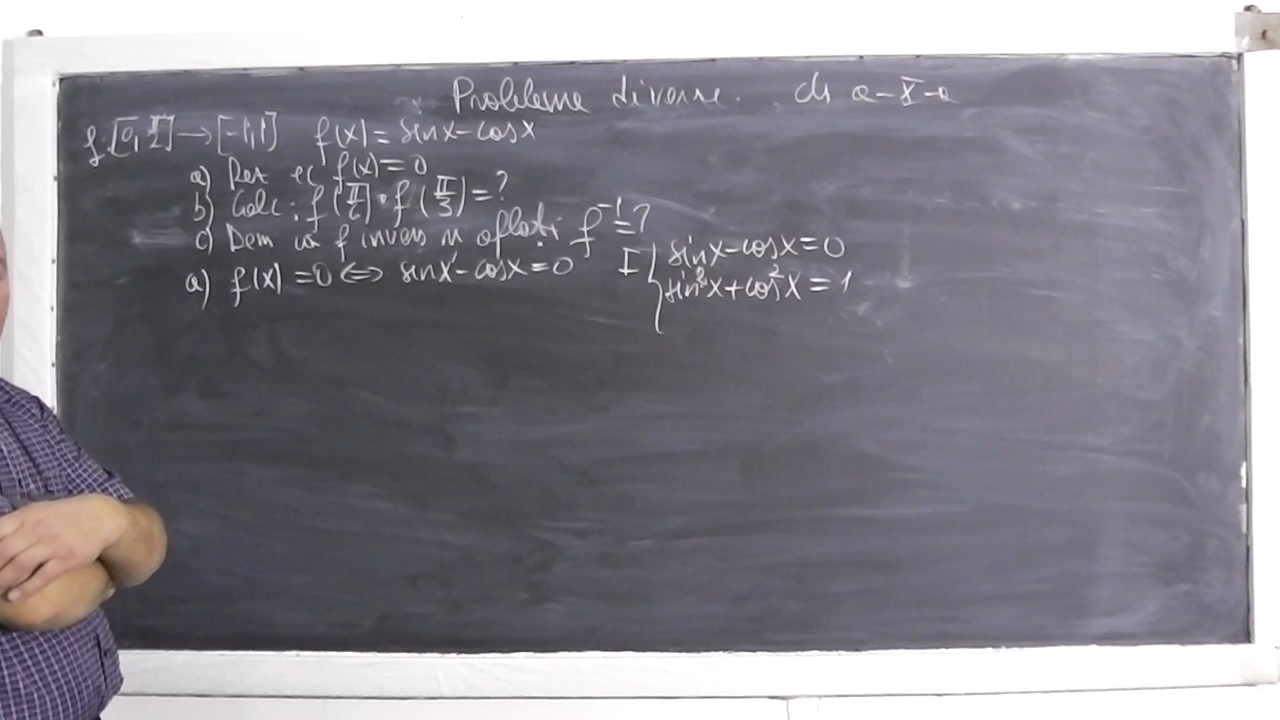 Probleme diverse. cls a-X-a
f:[0,π/2]→[-1,1] f(x)=sinx-cosx
a) Rez ec f(x)=0
b) Calc: f(π/6)·f(π/3)=?
c) Dem că f invers și aflați f⁻¹=?
a) f(x)=0⇔ sinx-cosx=0 I { sinx-cosx=0
sin²x+cos²x=1